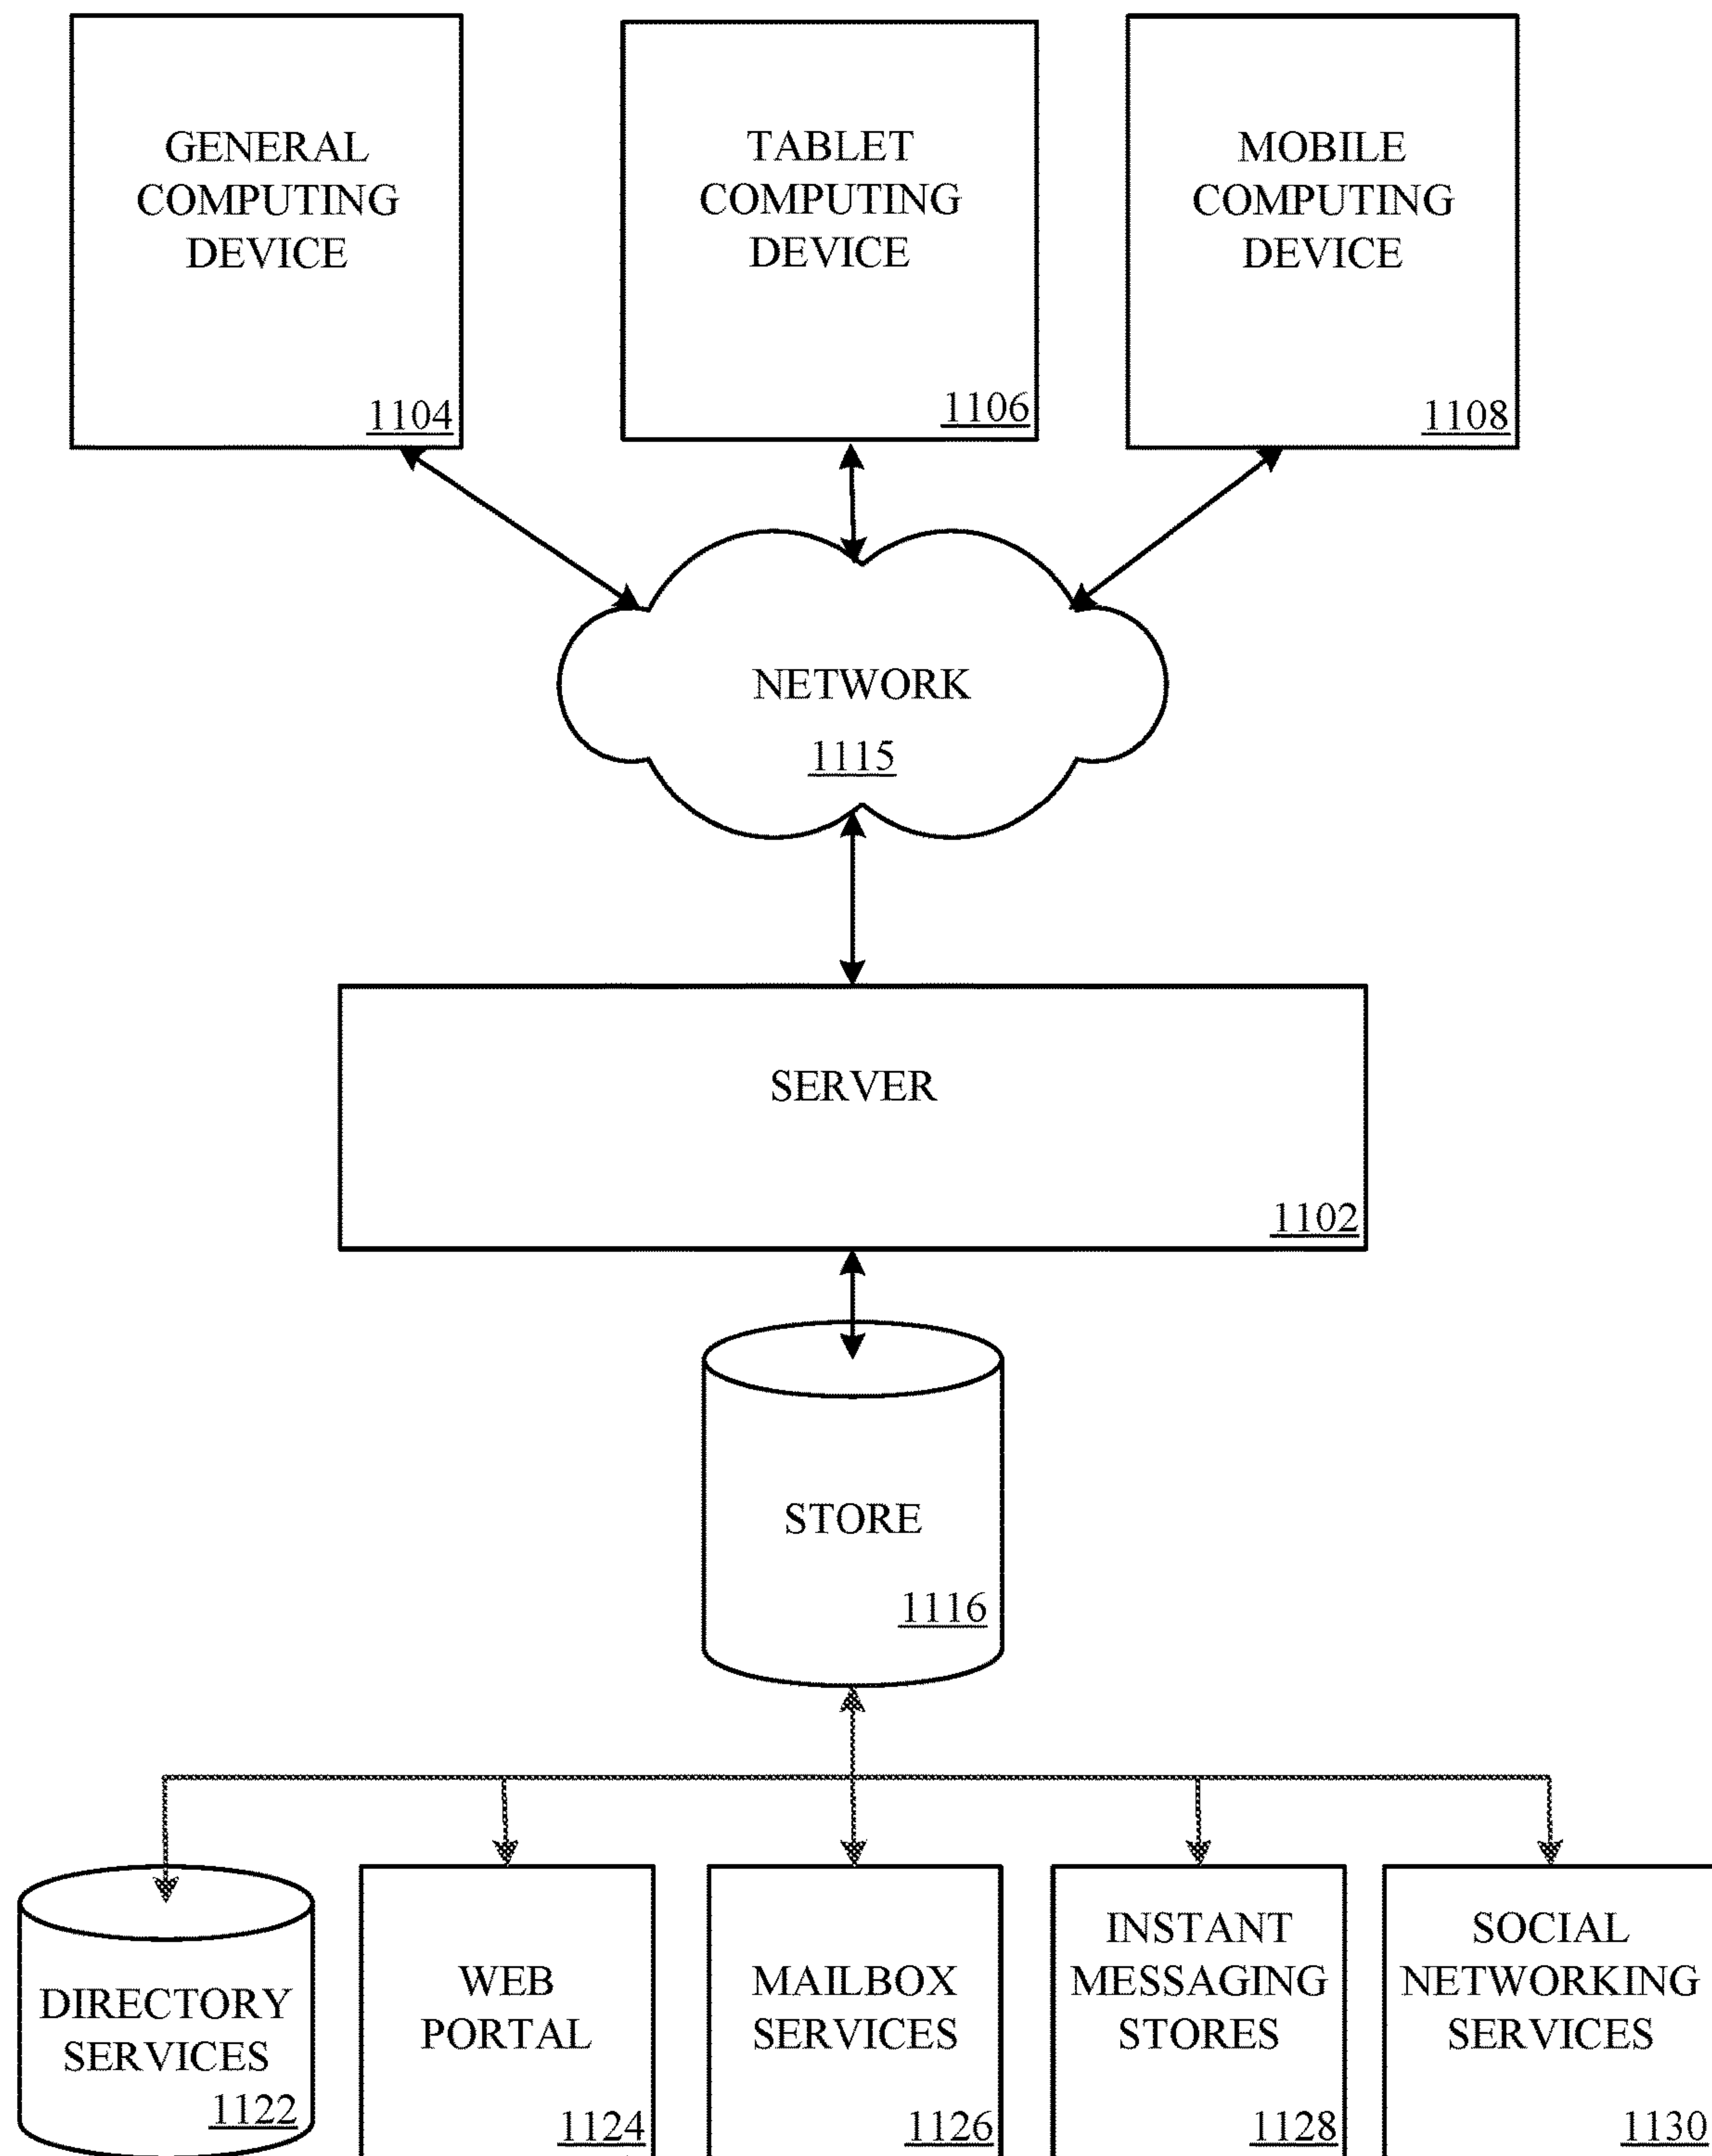 GENERAL
COMPUTING
DEVICE
1104
TABLET
COMPUTING
DEVICE
1106
MOBILE
COMPUTING
DEVICE
1108
NETWORK
1115
SERVER
1102
STORE
1116
DIRECTORY
SERVICES
1122
WEB
PORTAL
1124
MAILBOX
SERVICES
1126
INSTANT
MESSAGING
STORES
1128
SOCIAL
NETWORKING
SERVICES
1130